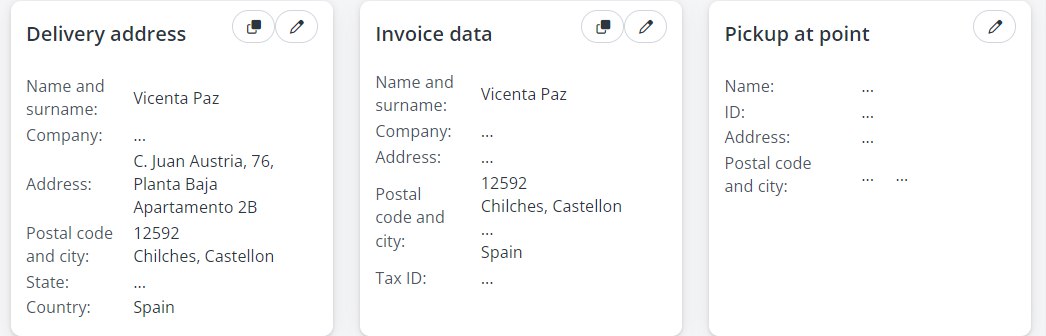 Delivery address
Name and
surname:
Vicenta Paz
Company:
...
Address:
C. Juan Austria, 76,
Planta Baja
Apartamento 2B
Postal code
and city:
12592
Chilches, Castellon
State:
...
Country:
Spain
Invoice data
Name and
surname:
Vicenta Paz
Company:
...
Address:
...
Postal
code and
city:
12592
Chilches, Castellon
...
Spain
Tax ID:
...
Pickup at point
Name:
...
ID:
...
Address:
...
Postal code
and city:
... ...